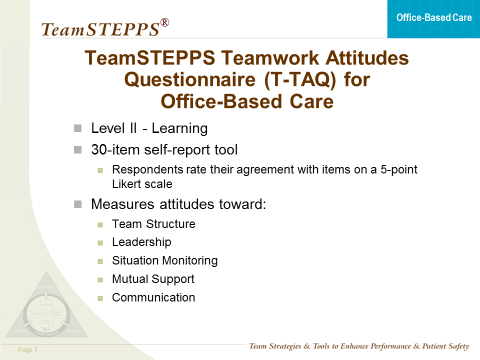 Office-Based Care
TeamSTEPPS®
TeamSTEPPS Teamwork Attitudes
Questionnaire (T-TAQ) for
Office-Based Care
Level II - Learning
30-item self-report tool
Respondents rate their agreement with items on a 5-point
Likert scale
Measures attitudes toward:
Team Structure
Leadership
Situation Monitoring
Mutual Support
Communication
Page 7
Team Strategies & Tools to Enhance Performance & Patient Safety